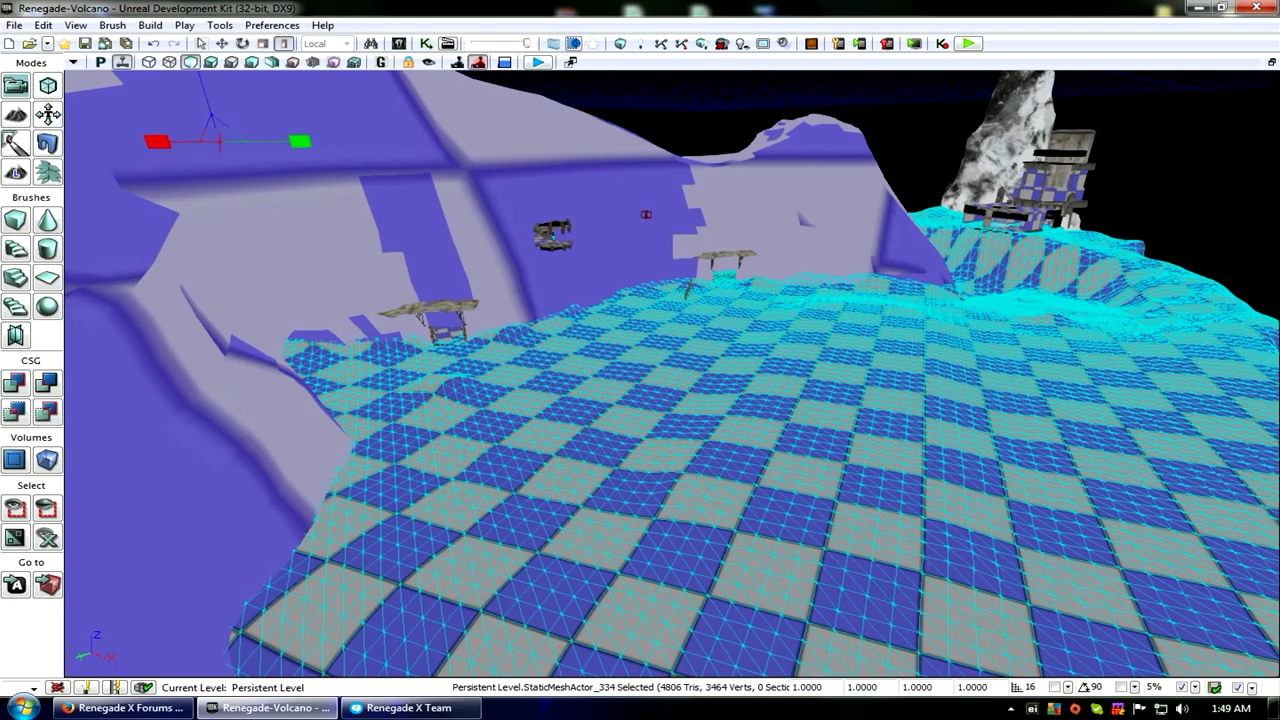 Renegade-Volcano - Unreal Development Kit (32-bit, DX9)
File Edit View Brush Build Play Tools Preferences Help
Local
Modes
P
G
L
Brushes
CSG
Volumes
Select
Go to
A
Z
X
Current Level: Persistent Level
Persistent Level.StaticMeshActor_334 Selected (4806 Tris, 3464 Verts, 0 Sectic 1.0000 1.0000 1.0000 1.0000 16 90 5%
Renegade X Forums ... Renegade-Volcano - ... Renegade X Team
1:49 AM